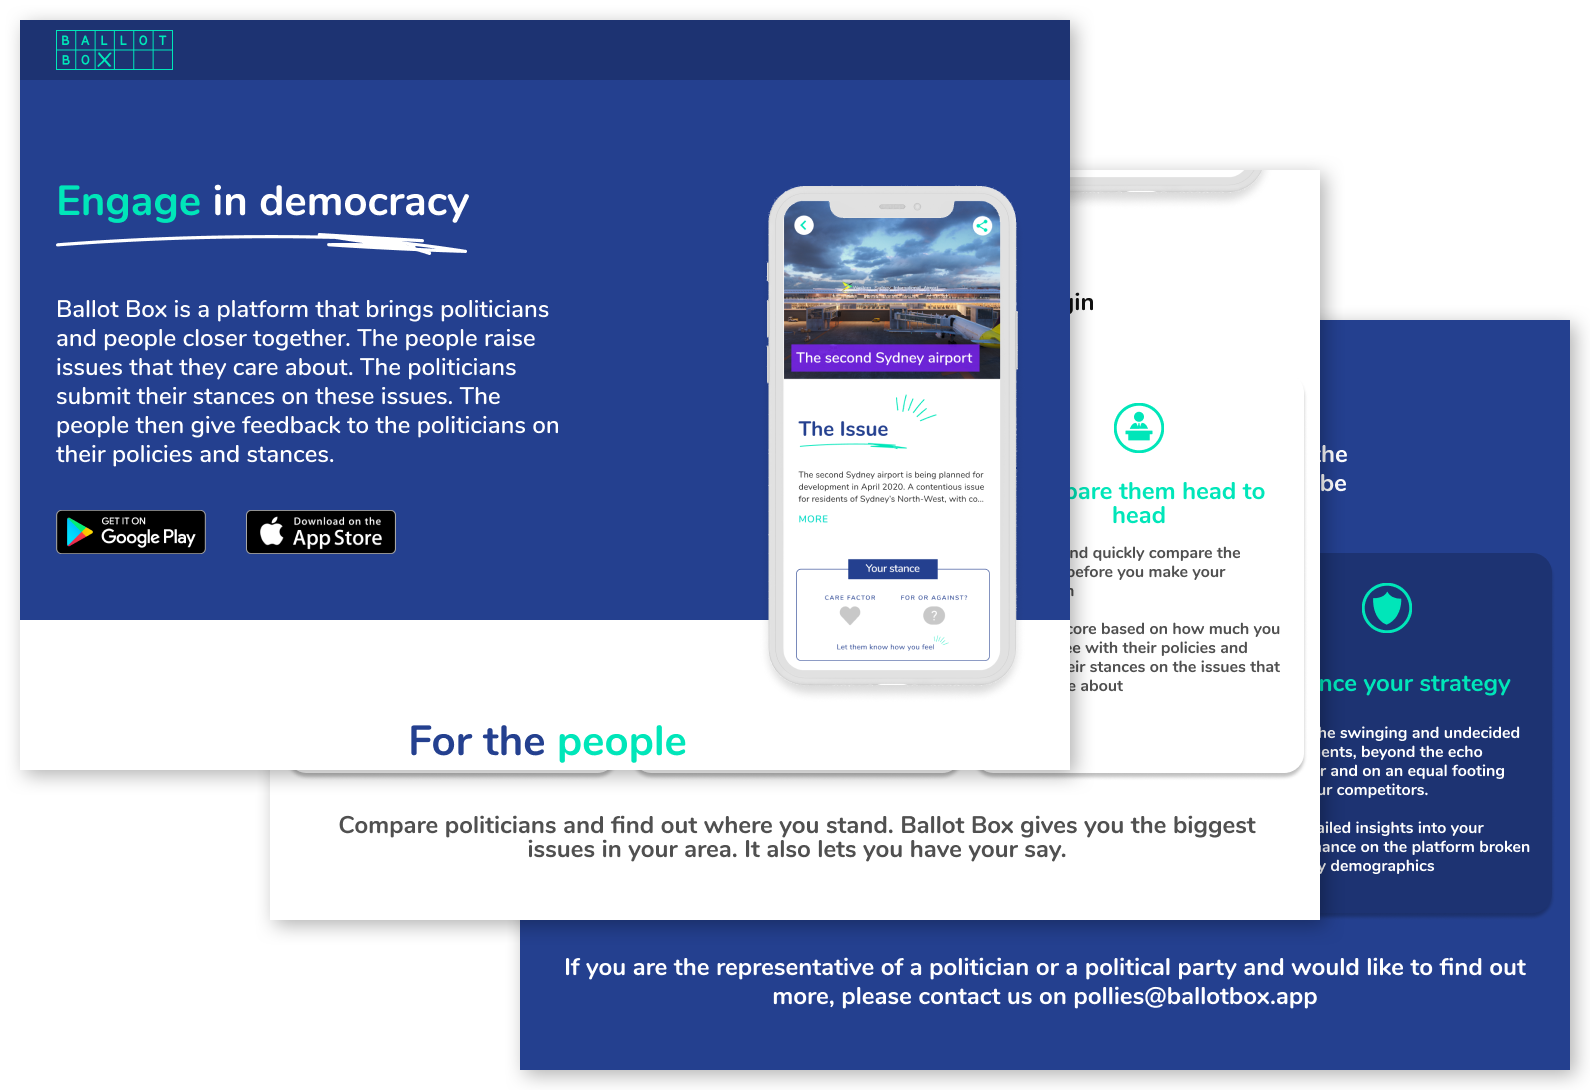 BALLOT
BOX
Engage in democracy
Ballot Box is a platform that brings politicians
and people closer together. The people raise
issues that they care about. The politicians
submit their stances on these issues. The
people then give feedback to the politicians on
their policies and stances.
GET IT ON
Google Play
Download on the
App Store
The second Sydney airport
The Issue
The second Sydney airport is being planned for
development in April 2020. A contentious issue
for residents of Sydney's North-West, with co...
MORE
Your stance
CARE FACTOR
FOR OR AGAINST?
?
Let them know how you feel
For the people
gin
pare them head to
head
nd quickly compare the
before you make your
core based on how much you
ee with their policies and
eir stances on the issues that
e about
Compare politicians and find out where you stand. Ballot Box gives you the biggest
issues in your area. It also lets you have your say.
the
be
nce your strategy
he swinging and undecided
ents, beyond the echo
r and on an equal footing
ur competitors.
ailed insights into your
ance on the platform broken
y demographics
If you are the representative of a politician or a political party and would like to find out
more, please contact us on pollies@ballotbox.app